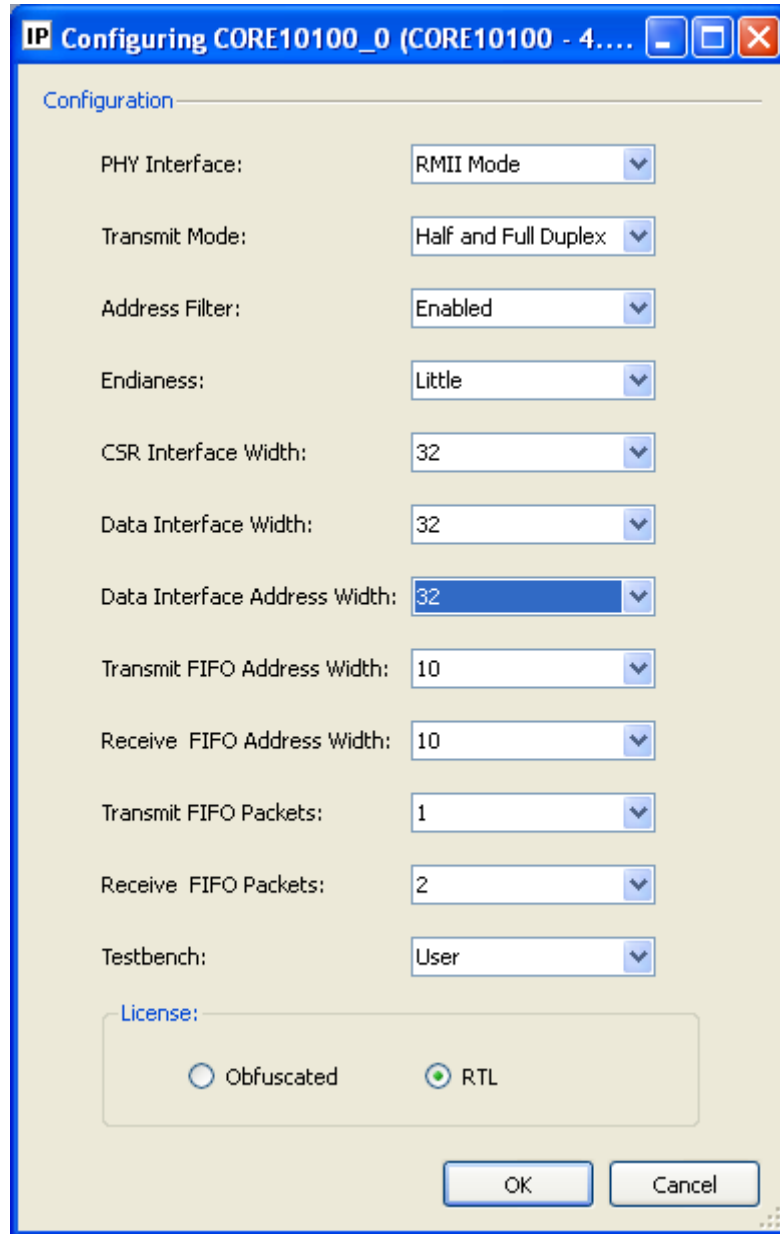 IP Configuring CORE10100_0 (CORE10100 - 4....
Configuration
PHY Interface: RMII Mode
Transmit Mode: Half and Full Duplex
Address Filter: Enabled
Endianess: Little
CSR Interface Width: 32
Data Interface Width: 32
Data Interface Address Width: 32
Transmit FIFO Address Width: 10
Receive FIFO Address Width: 10
Transmit FIFO Packets: 1
Receive FIFO Packets: 2
Testbench: User
License:
Obfuscated RTL
OK Cancel